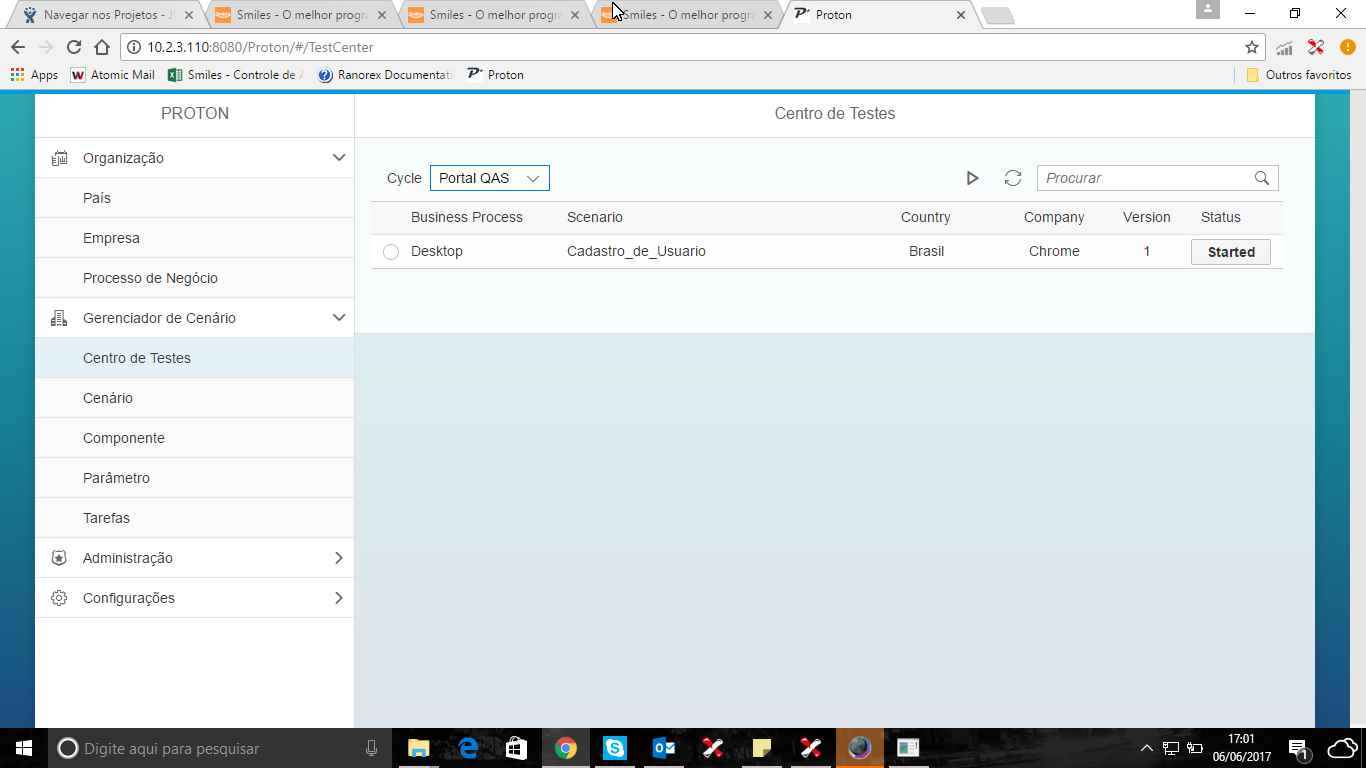 Navegar nos Projetos - J
Smiles - O melhor progra
Smiles - O melhor progra
Smiles - O melhor progra
Proton
10.2.3.110:8080/Proton/#/TestCenter
Apps
Atomic Mail
Smiles - Controle de
Ranorex Documentat
Proton
Outros favoritos
PROTON
Centro de Testes
Organização
País
Empresa
Processo de Negócio
Gerenciador de Cenário
Centro de Testes
Cenário
Componente
Parâmetro
Tarefas
Administração
Configurações
Cycle Portal QAS
Procurar
Business Process Scenario Country Company Version Status
Desktop Cadastro_de_Usuario Brasil Chrome 1 Started
Digite aqui para pesquisar
17:01
06/06/2017
1